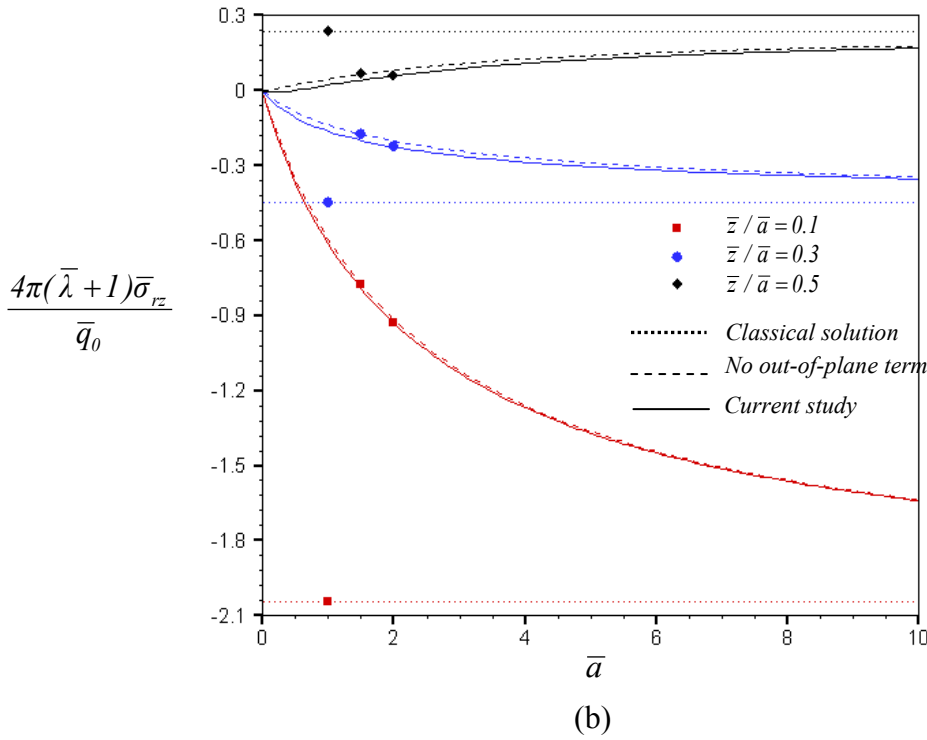 0.3
0
-0.3
-0.6
-0.9
-1.2
-1.5
-1.8
-2.1
4π(λ̅ + 1)σ̅rz
q̅0
z̅ / a̅ = 0.1
z̅ / a̅ = 0.3
z̅ / a̅ = 0.5
Classical solution
No out-of-plane term
Current study
0 2 4 6 8 10
a̅
(b)